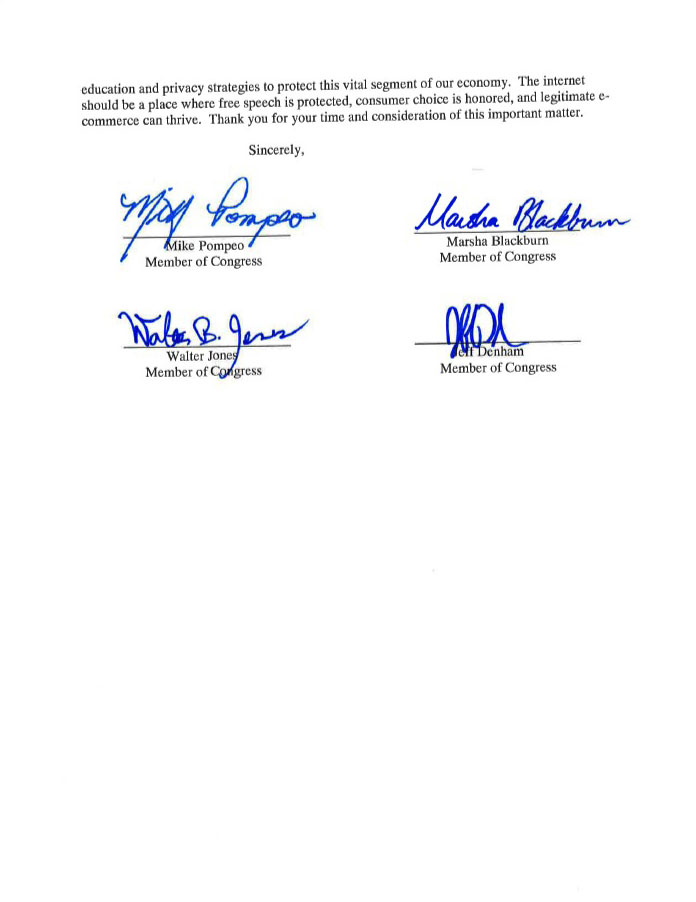 education and privacy strategies to protect this vital segment of our economy. The internet
should be a place where free speech is protected, consumer choice is honored, and legitimate e-
commerce can thrive. Thank you for your time and consideration of this important matter.
Sincerely,
Mike Pompeo
Marsha Blackburn
Mike Pompeo
Marsha Blackburn
Member of Congress
Member of Congress
Walter B. Jones
Walter Jones
Jeff Denham
Member of Congress
Member of Congress